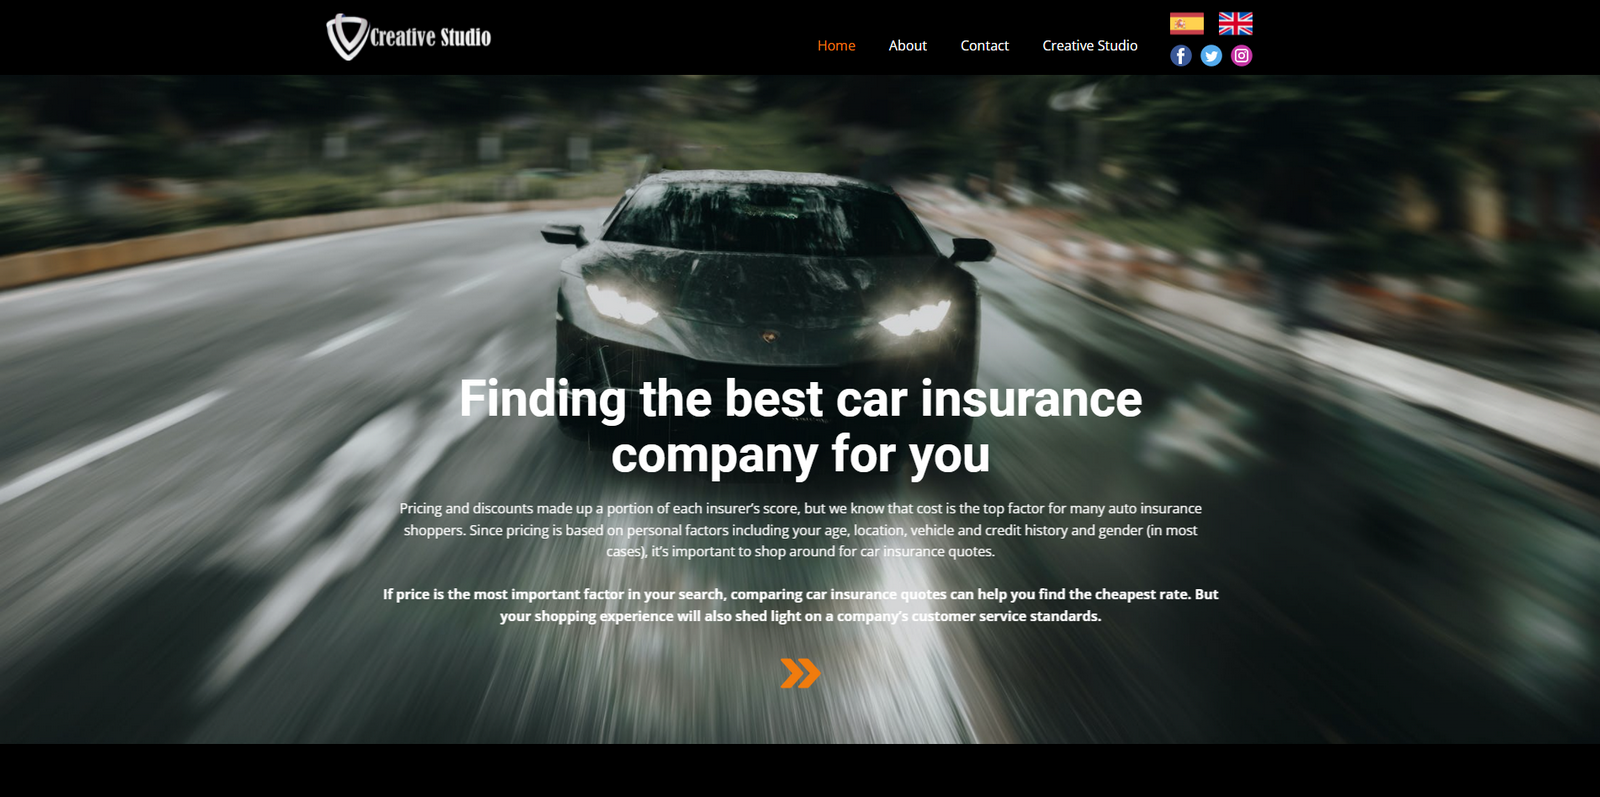 Creative Studio
Home About Contact Creative Studio
Finding the best car insurance
company for you
Pricing and discounts made up a portion of each insurer’s score, but we know that cost is the top factor for many auto insurance
shoppers. Since pricing is based on personal factors including your age, location, vehicle and credit history and gender (in most
cases), it’s important to shop around for car insurance quotes.
If price is the most important factor in your search, comparing car insurance quotes can help you find the cheapest rate. But
your shopping experience will also shed light on a company’s customer service standards.